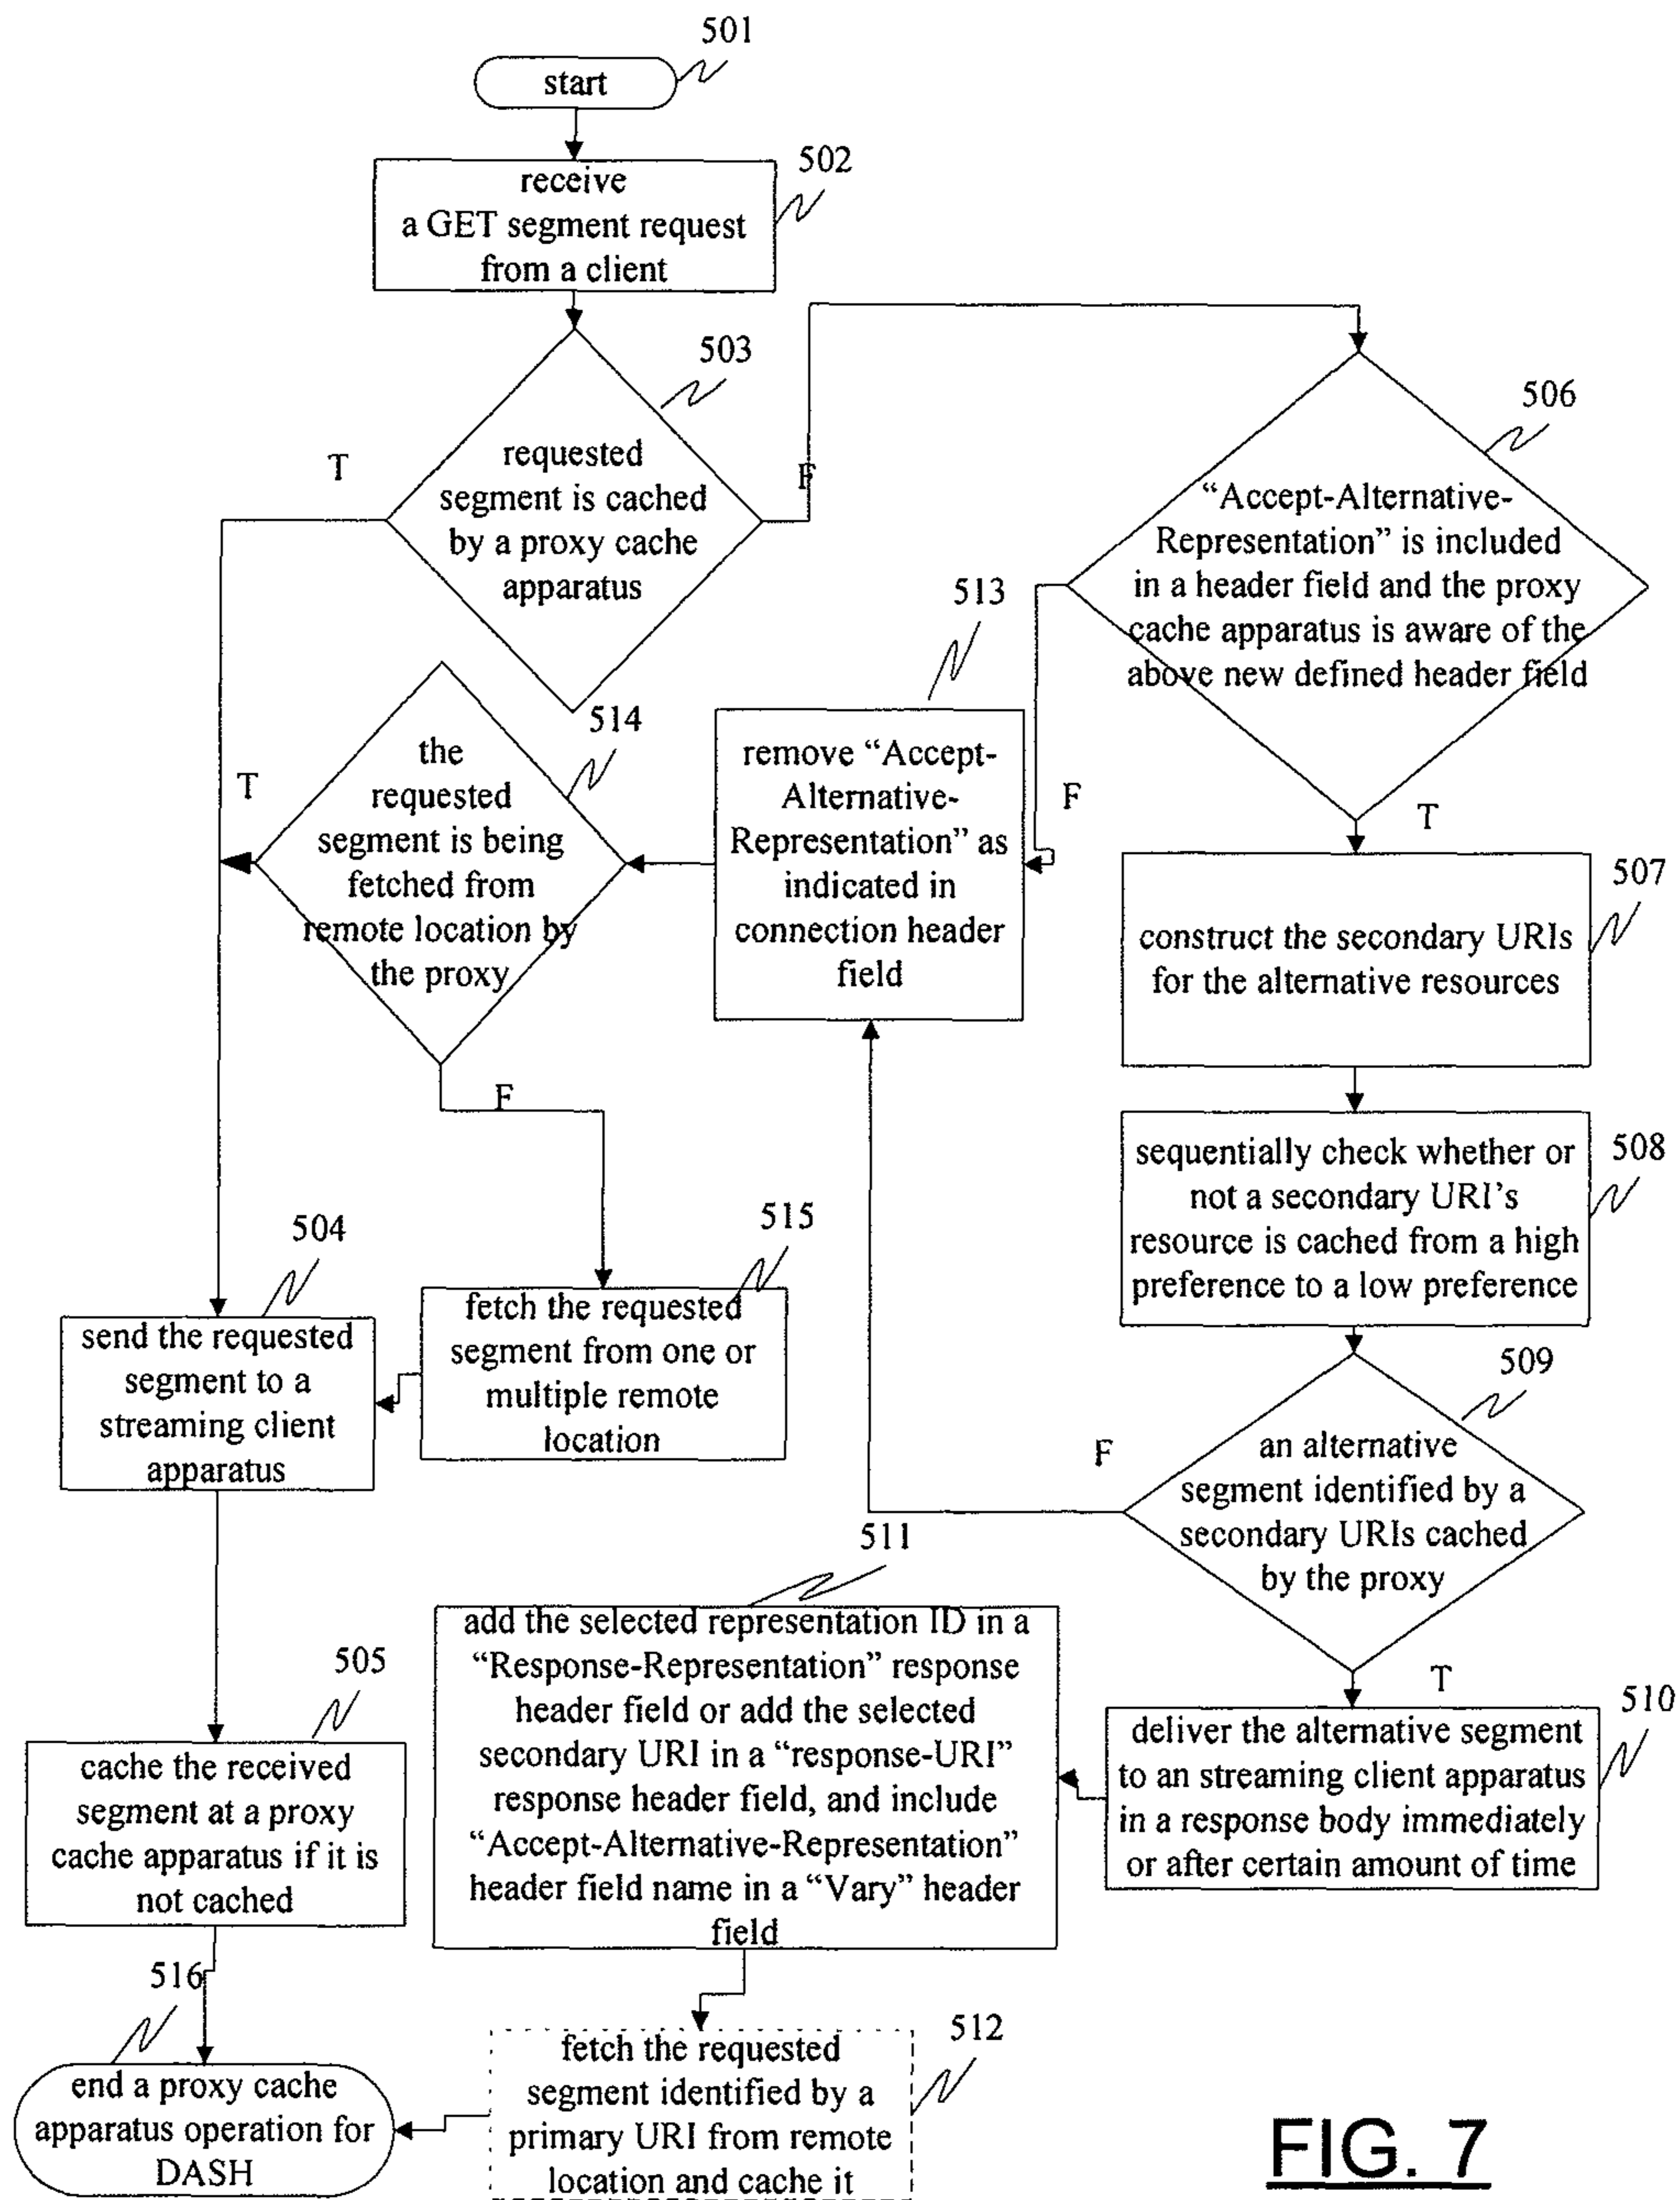 501
start
502
receive
a GET segment request
from a client
503
requested
segment is cached
by a proxy cache
apparatus
T
F
506
“Accept-Alternative-
Representation” is included
in a header field and the proxy
cache apparatus is aware of the
above new defined header field
F
T
513
remove “Accept-
Alternative-
Representation” as
indicated in
connection header
field
514
the
requested
segment is being
fetched from
remote location by
the proxy
T
F
507
construct the secondary URIs
for the alternative resources
508
sequentially check whether or
not a secondary URI's
resource is cached from a high
preference to a low preference
509
an alternative
segment identified by a
secondary URIs cached
by the proxy
F
T
515
fetch the requested
segment from one or
multiple remote
location
504
send the requested
segment to a
streaming client
apparatus
510
deliver the alternative segment
to an streaming client apparatus
in a response body immediately
or after certain amount of time
511
add the selected representation ID in a
“Response-Representation” response
header field or add the selected
secondary URI in a “response-URI”
response header field, and include
“Accept-Alternative-Representation”
header field name in a “Vary” header
field
505
cache the received
segment at a proxy
cache apparatus if it is
not cached
512
fetch the requested
segment identified by a
primary URI from remote
location and cache it
516
end a proxy cache
apparatus operation for
DASH
FIG. 7